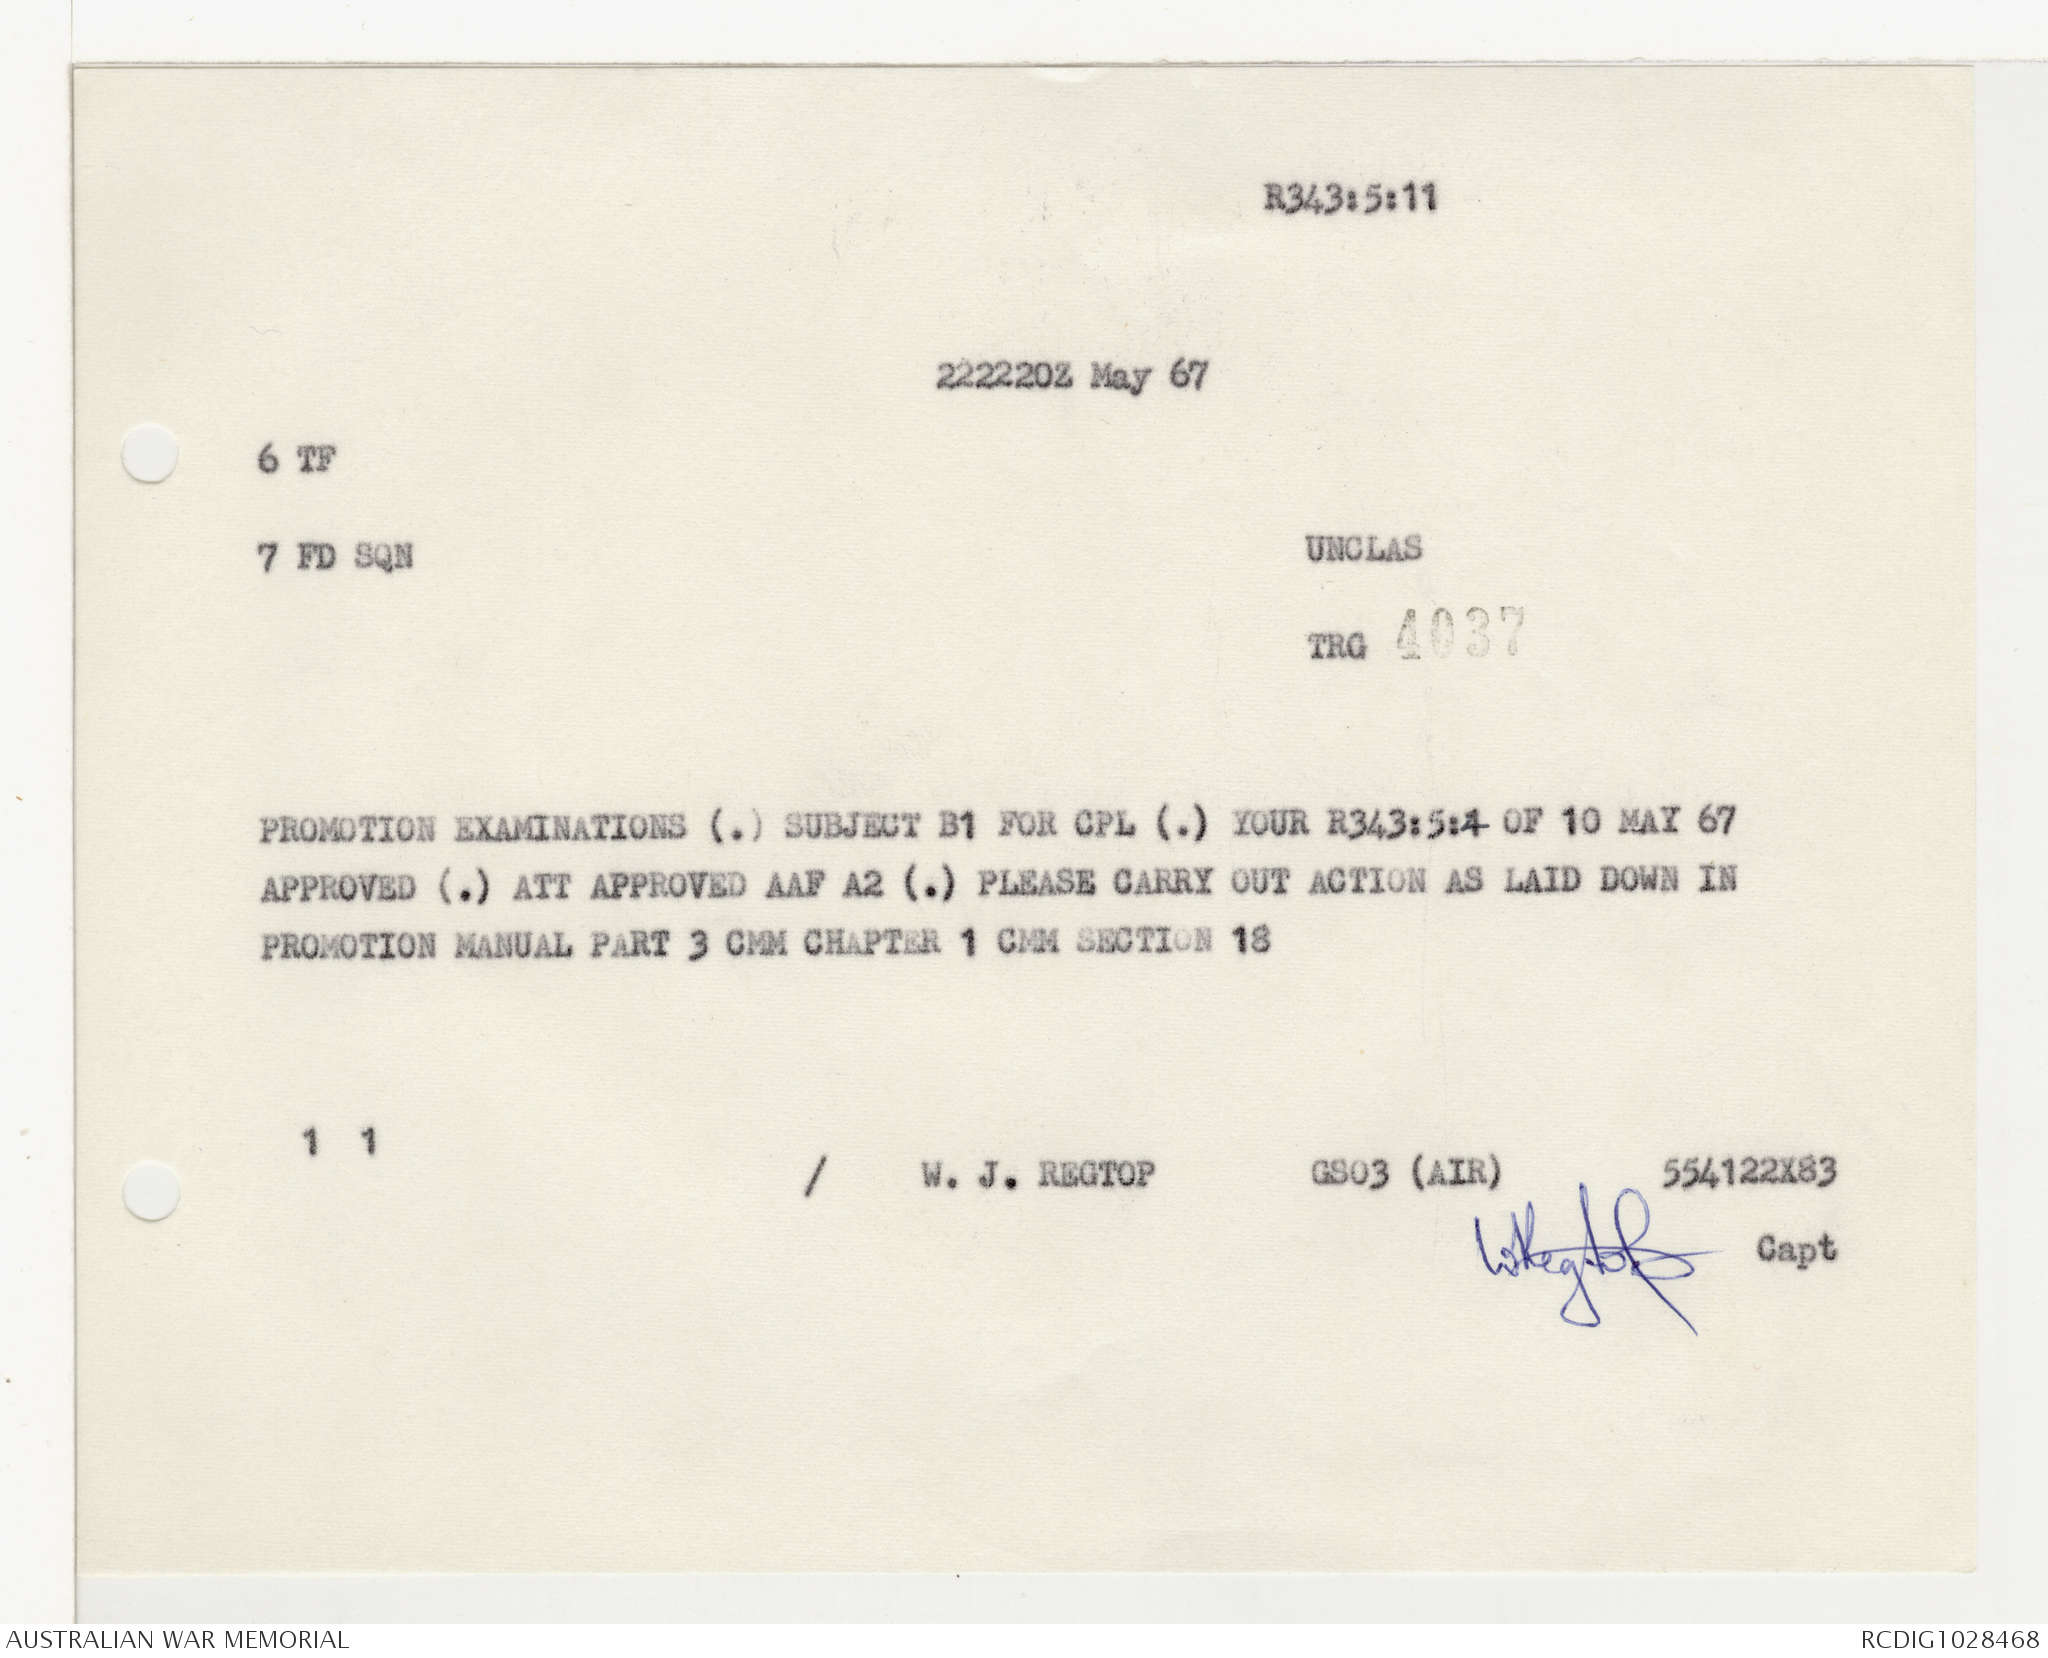 R343:5:11
222220Z May 67
6 TF
7 FD SQN
UNCLAS
TRG 4037
PROMOTION EXAMINATIONS (.) SUBJECT B1 FOR CPL (.) YOUR R343:5:4 OF 10 MAY 67
APPROVED (.) ATT APPROVED AAF A2 (.) PLEASE CARRY OUT ACTION AS LAID DOWN IN
PROMOTION MANUAL PART 3 CMM CHAPTER 1 CMM SECTION 18
1 1
/ W. J. REGTOP GSO3 (AIR) 554122X83
WJRegtop Capt
AUSTRALIAN WAR MEMORIAL RCDIG1028468